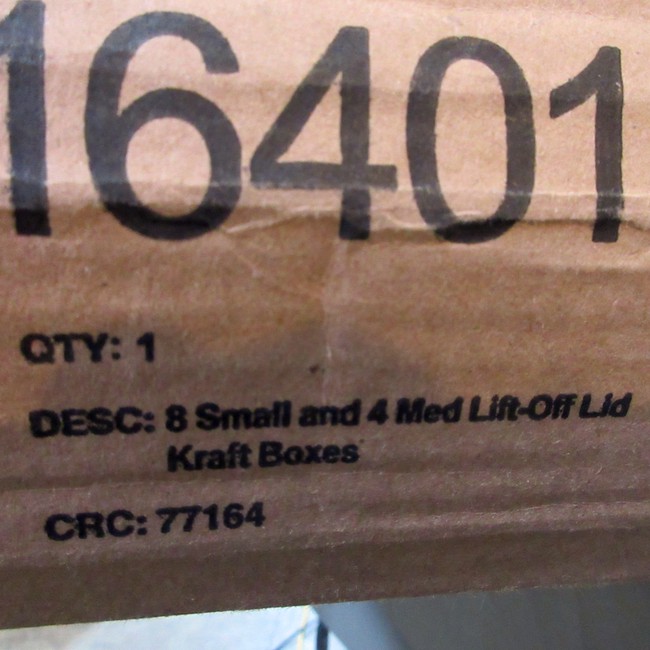 16401
QTY: 1
DESC: 8 Small and 4 Med Lift-Off Lid
Kraft Boxes
CRC: 77164